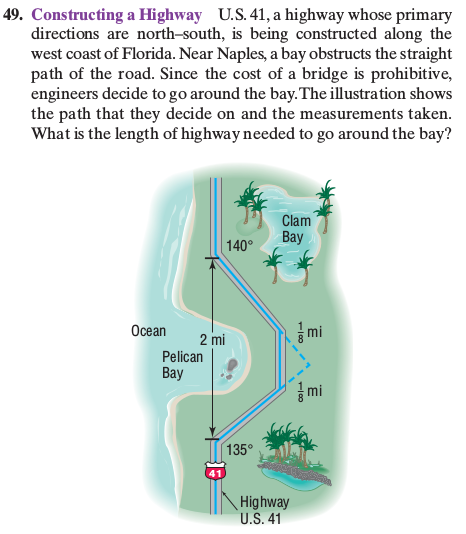 49. Constructing a Highway U.S. 41, a highway whose primary
directions are north–south, is being constructed along the
west coast of Florida. Near Naples, a bay obstructs the straight
path of the road. Since the cost of a bridge is prohibitive,
engineers decide to go around the bay. The illustration shows
the path that they decide on and the measurements taken.
What is the length of highway needed to go around the bay?
Clam
Bay
140°
Ocean
2 mi
1/8 mi
Pelican
Bay
1/8 mi
135°
41
Highway
U.S. 41